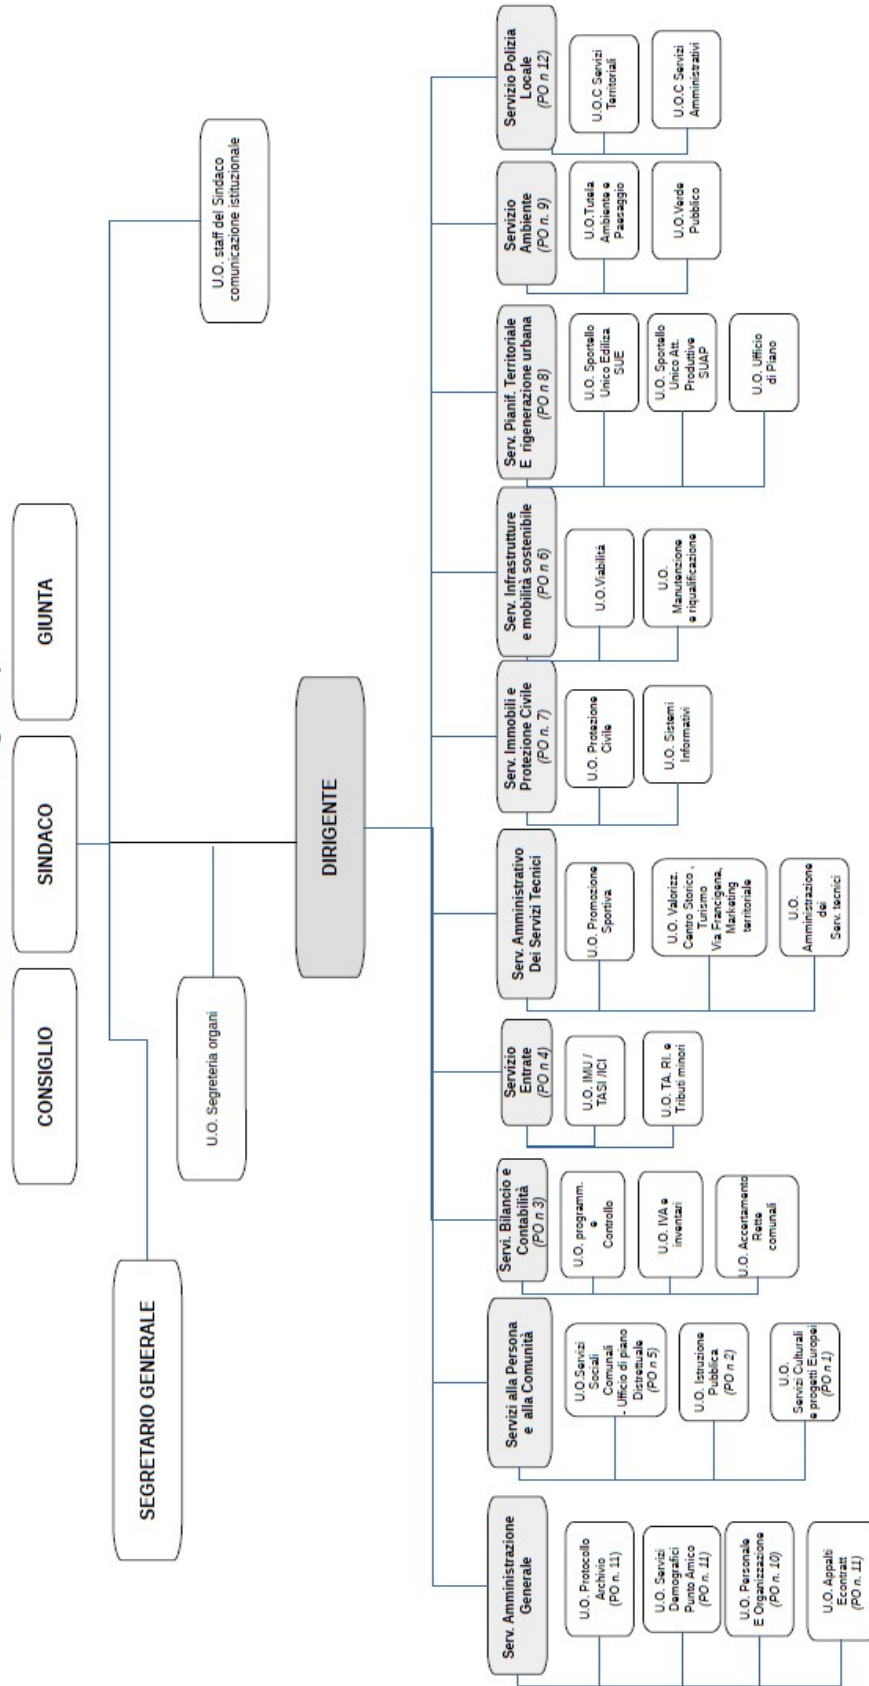 CONSIGLIO
SINDACO
GIUNTA
SEGRETARIO GENERALE
U.O. Segreteria organi
U.O. staff del Sindaco
comunicazione istituzionale
DIRIGENTE
Serv. Amministrazione
Generale
U.O. Protocollo
Archivio
(PO n. 11)
U.O. Servizi
Demografici
Punto Amico
(PO n. 11)
U.O. Personale
E Organizzazione
(PO n. 10)
U.O. Appalti
Econtratt
(PO n. 11)
Servizi alla Persona
e alla Comunità
U.O.Servizi
Sociali
Comunali
- Ufficio di piano
Distrettuale
(PO n 5)
U.O. Istruzione
Pubblica
(PO n 2)
U.O.
Servizi Culturali
e progetti Europei
(PO n 1)
Servi. Bilancio e
Contabilità
(PO n 3)
U.O. programm.
e
Controllo
U.O. IVA e
inventari
U.O. Accertamento
Rette
comunali
Servizio
Entrate
(PO n 4)
U.O. IMU /
TASI /ICI
U.O. TA. RI. e
Tributi minori
Serv. Amministrativo
Dei Servizi Tecnici
U.O. Promozione
Sportiva
U.O. Valorizz.
Centro Storico ,
Turismo
Via Francigena,
Marketing
territoriale
U.O.
Amministrazione
dei
Serv. tecnici
Serv. Immobili e
Protezione Civile
(PO n. 7)
U.O. Protezione
Civile
U.O. Sistemi
Informativi
Serv. Infrastrutture
e mobilità sostenibile
(PO n 6)
U.O.Viabilità
U.O.
Manutenzione
e riqualificazione
Serv. Pianif. Territoriale
E rigenerazione urbana
(PO n 8)
U.O. Sportello
Unico Ediliza
SUE
U.O. Sportello
Unico Att.
Produttive
SUAP
U.O. Ufficio
di Piano
Servizio
Ambiente
(PO n. 9)
U.O.Tutela
Ambiente e
Paesaggio
U.O.Verde
Pubblico
Servizio Polizia
Locale
(PO n 12)
U.O.C Servizi
Territoriali
U.O.C Servizi
Amministrativi